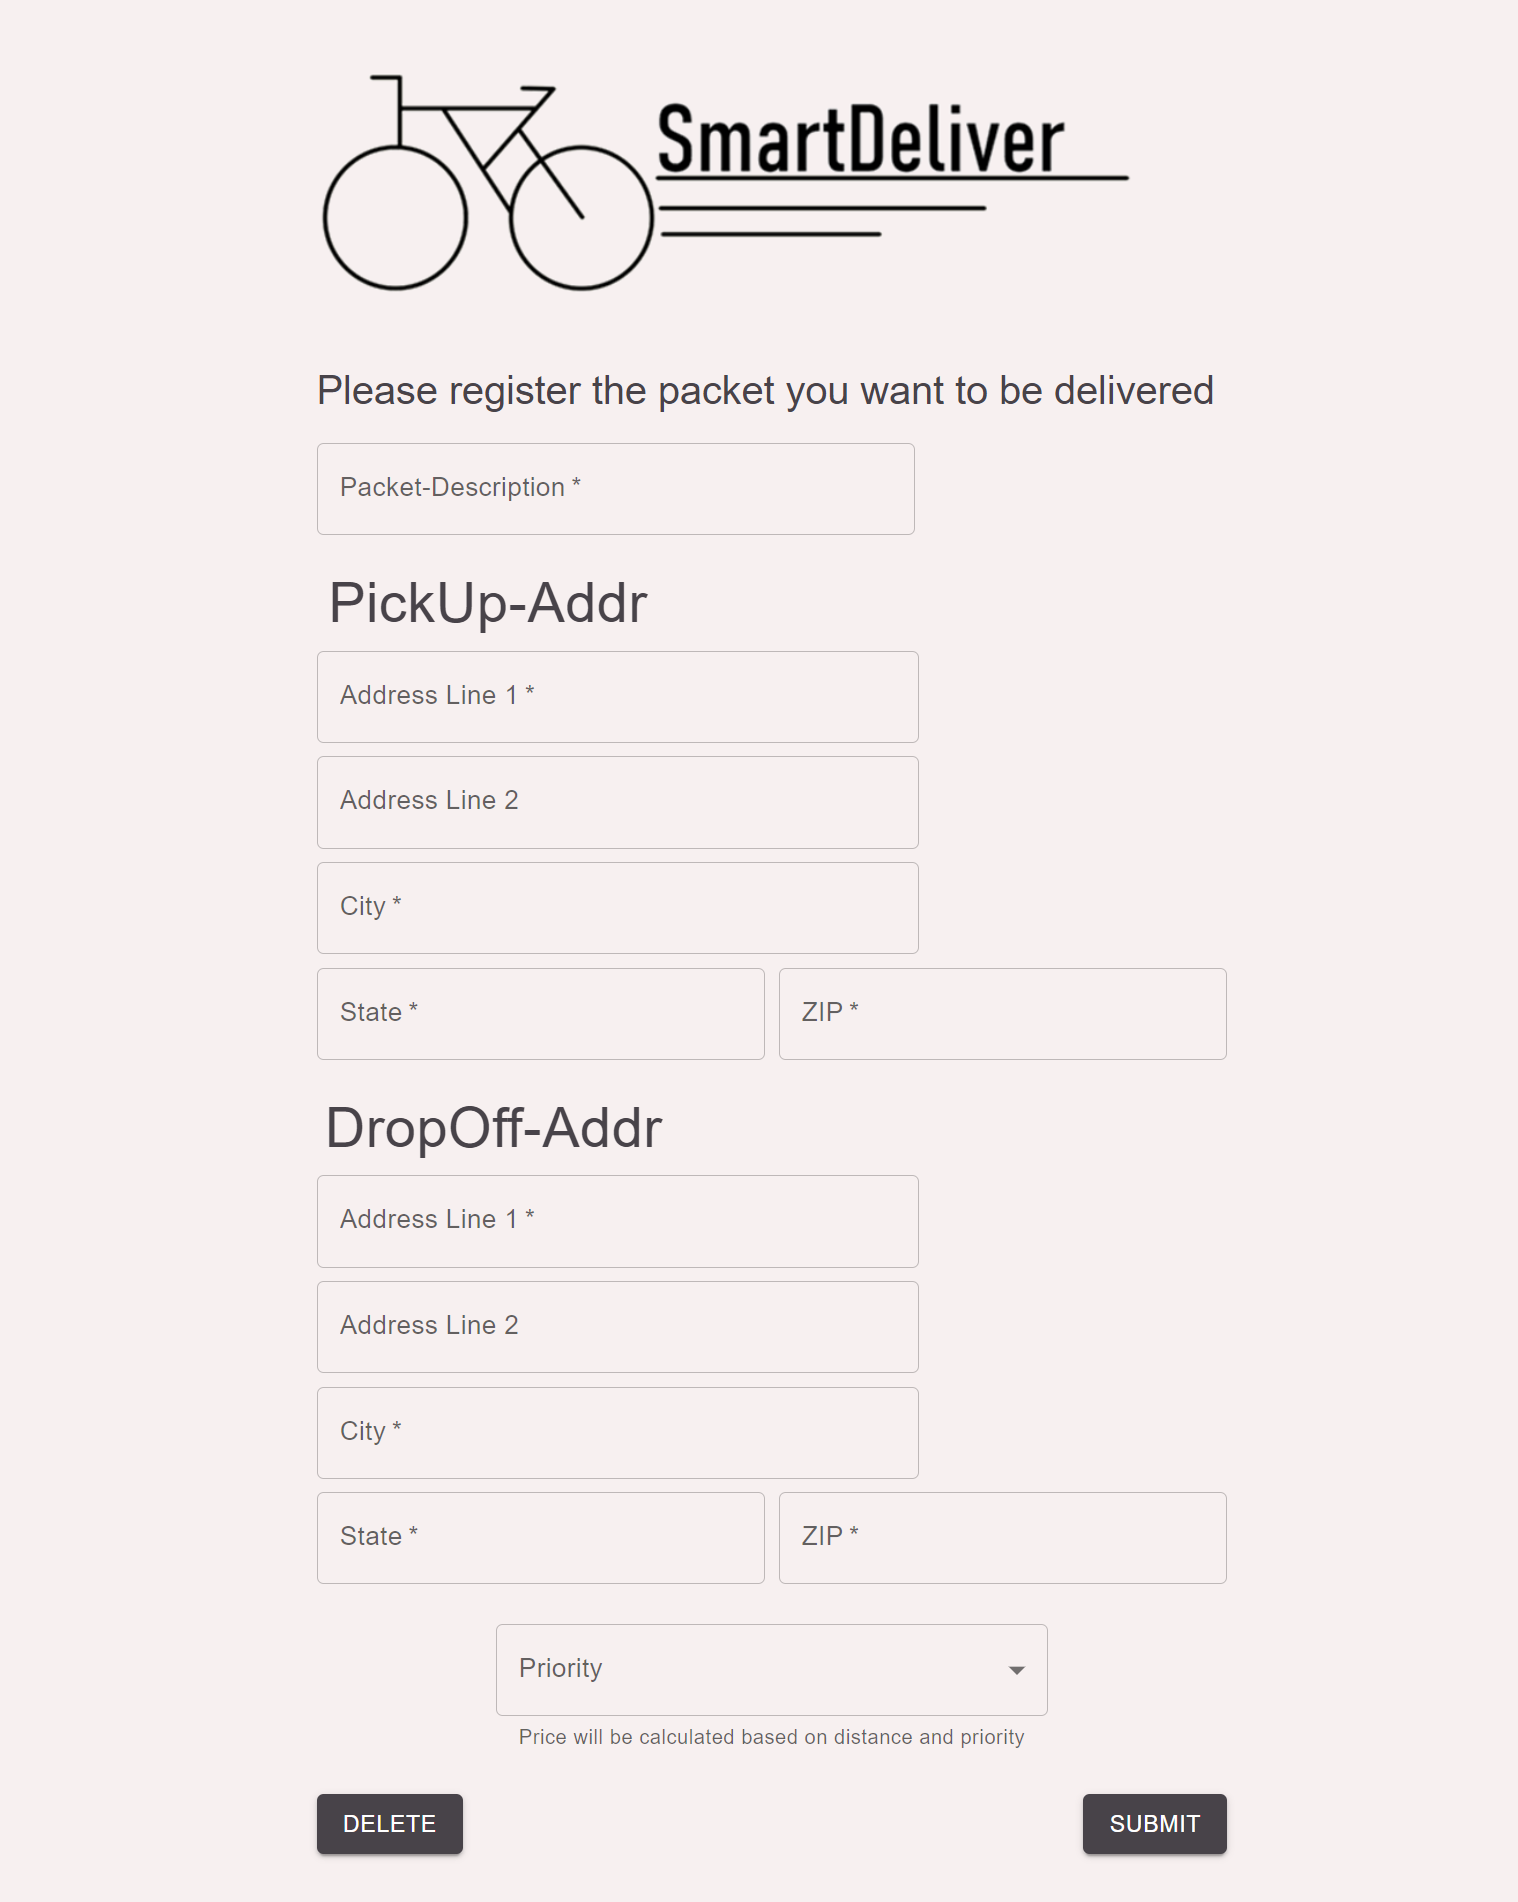 SmartDeliver
Please register the packet you want to be delivered
Packet-Description *
PickUp-Addr
Address Line 1 *
Address Line 2
City *
State *
ZIP *
DropOff-Addr
Address Line 1 *
Address Line 2
City *
State *
ZIP *
Priority
Price will be calculated based on distance and priority
DELETE
SUBMIT